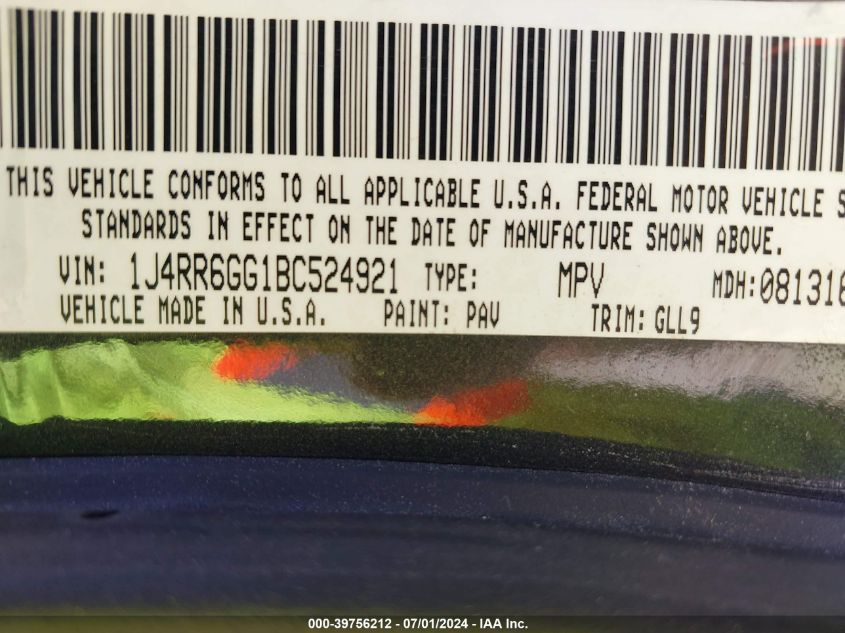 THIS VEHICLE CONFORMS TO ALL APPLICABLE U.S.A. FEDERAL MOTOR VEHICLE S
STANDARDS IN EFFECT ON THE DATE OF MANUFACTURE SHOWN ABOVE.
VIN: 1J4RR6GG1BC524921 TYPE: MPV MDH:081316
VEHICLE MADE IN U.S.A. PAINT: PAV TRIM: GLL9
000-39756212 - 07/01/2024 - IAA Inc.